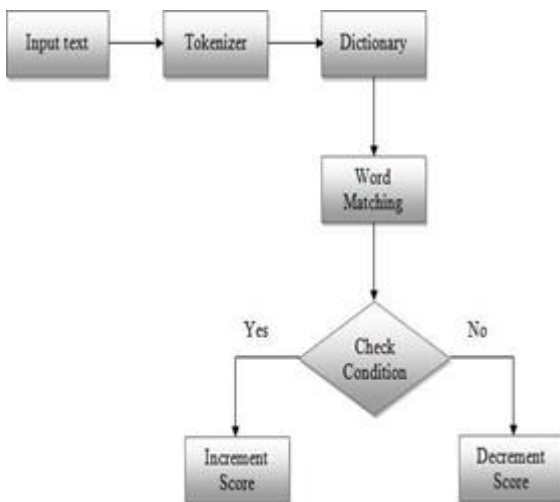 Input text
Tokenizer
Dictionary
Word
Matching
Yes
No
Check
Condition
Increment
Score
Decrement
Score